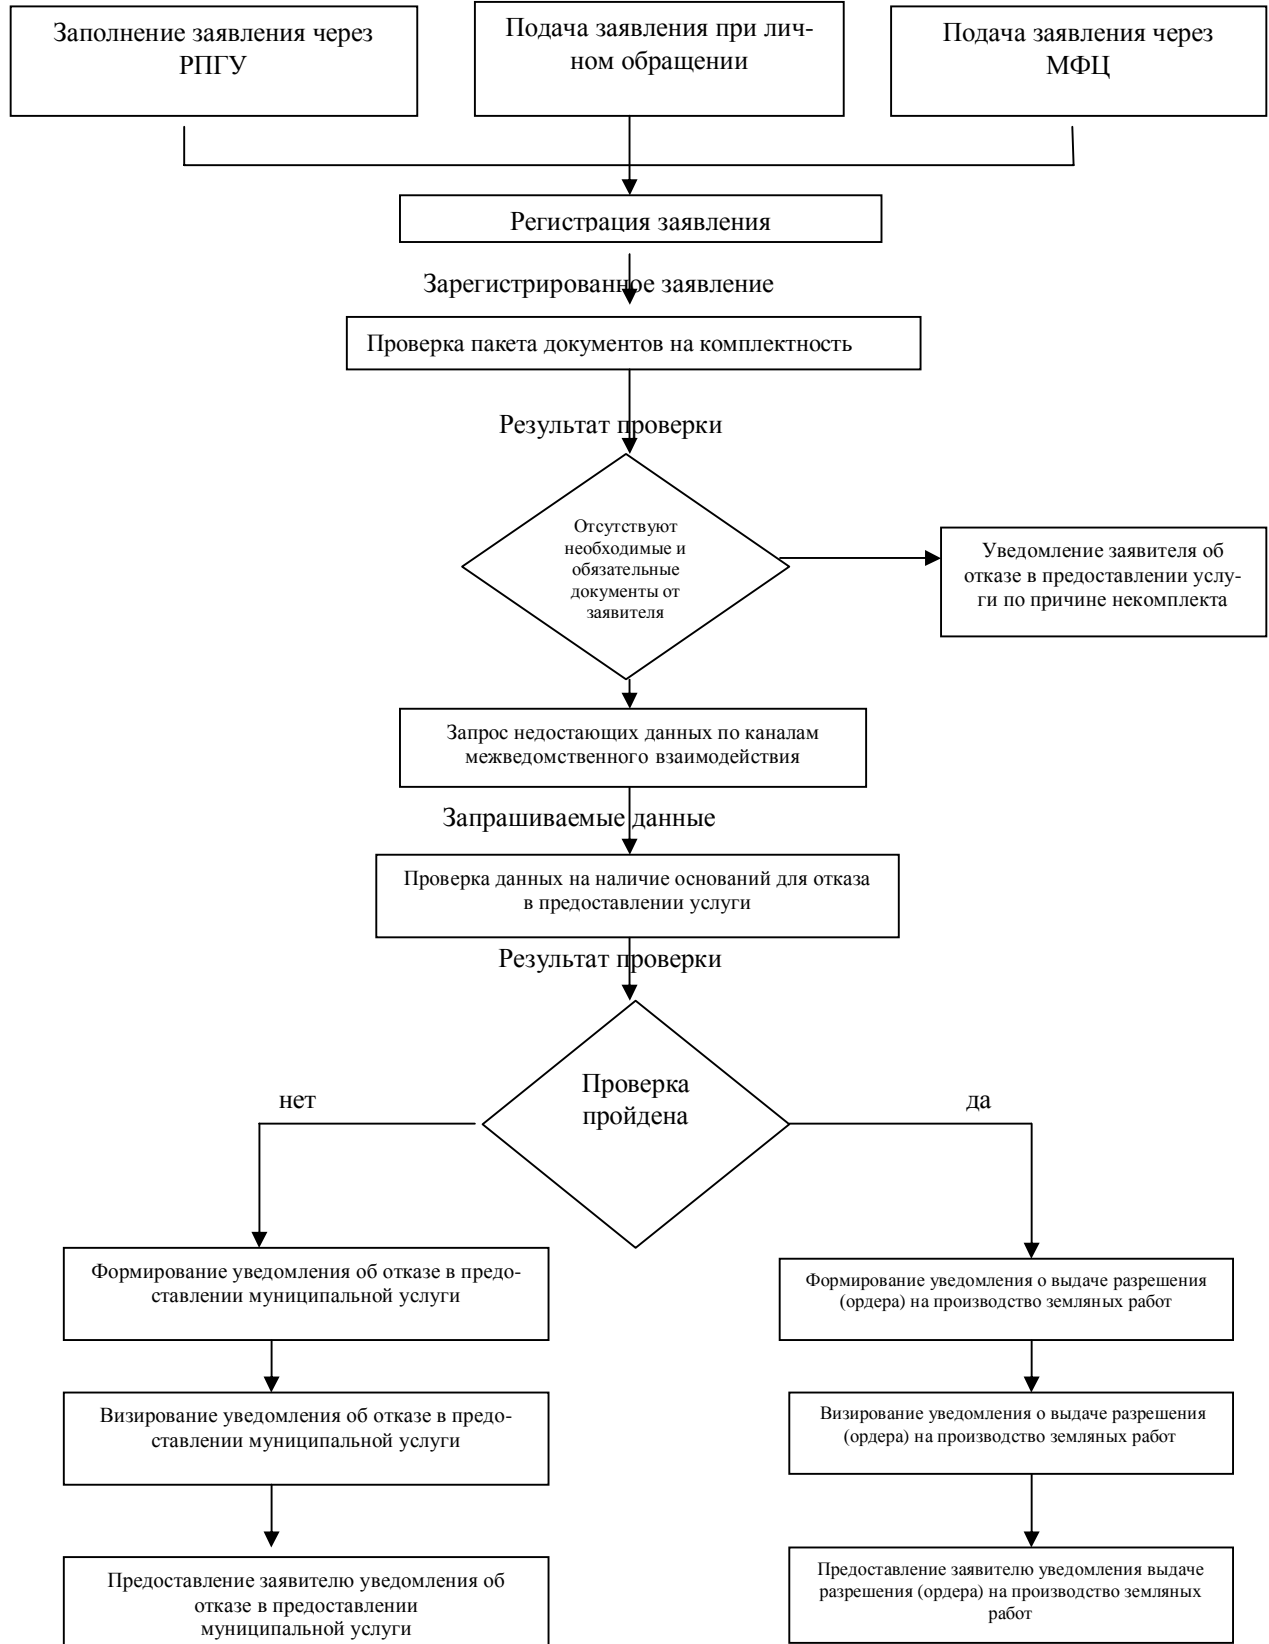 Заполнение заявления через
РПГУ
Подача заявления при лич-
ном обращении
Подача заявления через
МФЦ
Регистрация заявления
Зарегистрированное заявление
Проверка пакета документов на комплектность
Результат проверки
Отсутствуют
необходимые и
обязательные
документы от
заявителя
Уведомление заявителя об
отказе в предоставлении услу-
ги по причине некомплекта
Запрос недостающих данных по каналам
межведомственного взаимодействия
Запрашиваемые данные
Проверка данных на наличие оснований для отказа
в предоставлении услуги
Результат проверки
Проверка
пройдена
нет
да
Формирование уведомления об отказе в предо-
ставлении муниципальной услуги
Формирование уведомления о выдаче разрешения
(ордера) на производство земляных работ
Визирование уведомления об отказе в предо-
ставлении муниципальной услуги
Визирование уведомления о выдаче разрешения
(ордера) на производство земляных работ
Предоставление заявителю уведомления об
отказе в предоставлении
муниципальной услуги
Предоставление заявителю уведомления выдаче
разрешения (ордера) на производство земляных
работ